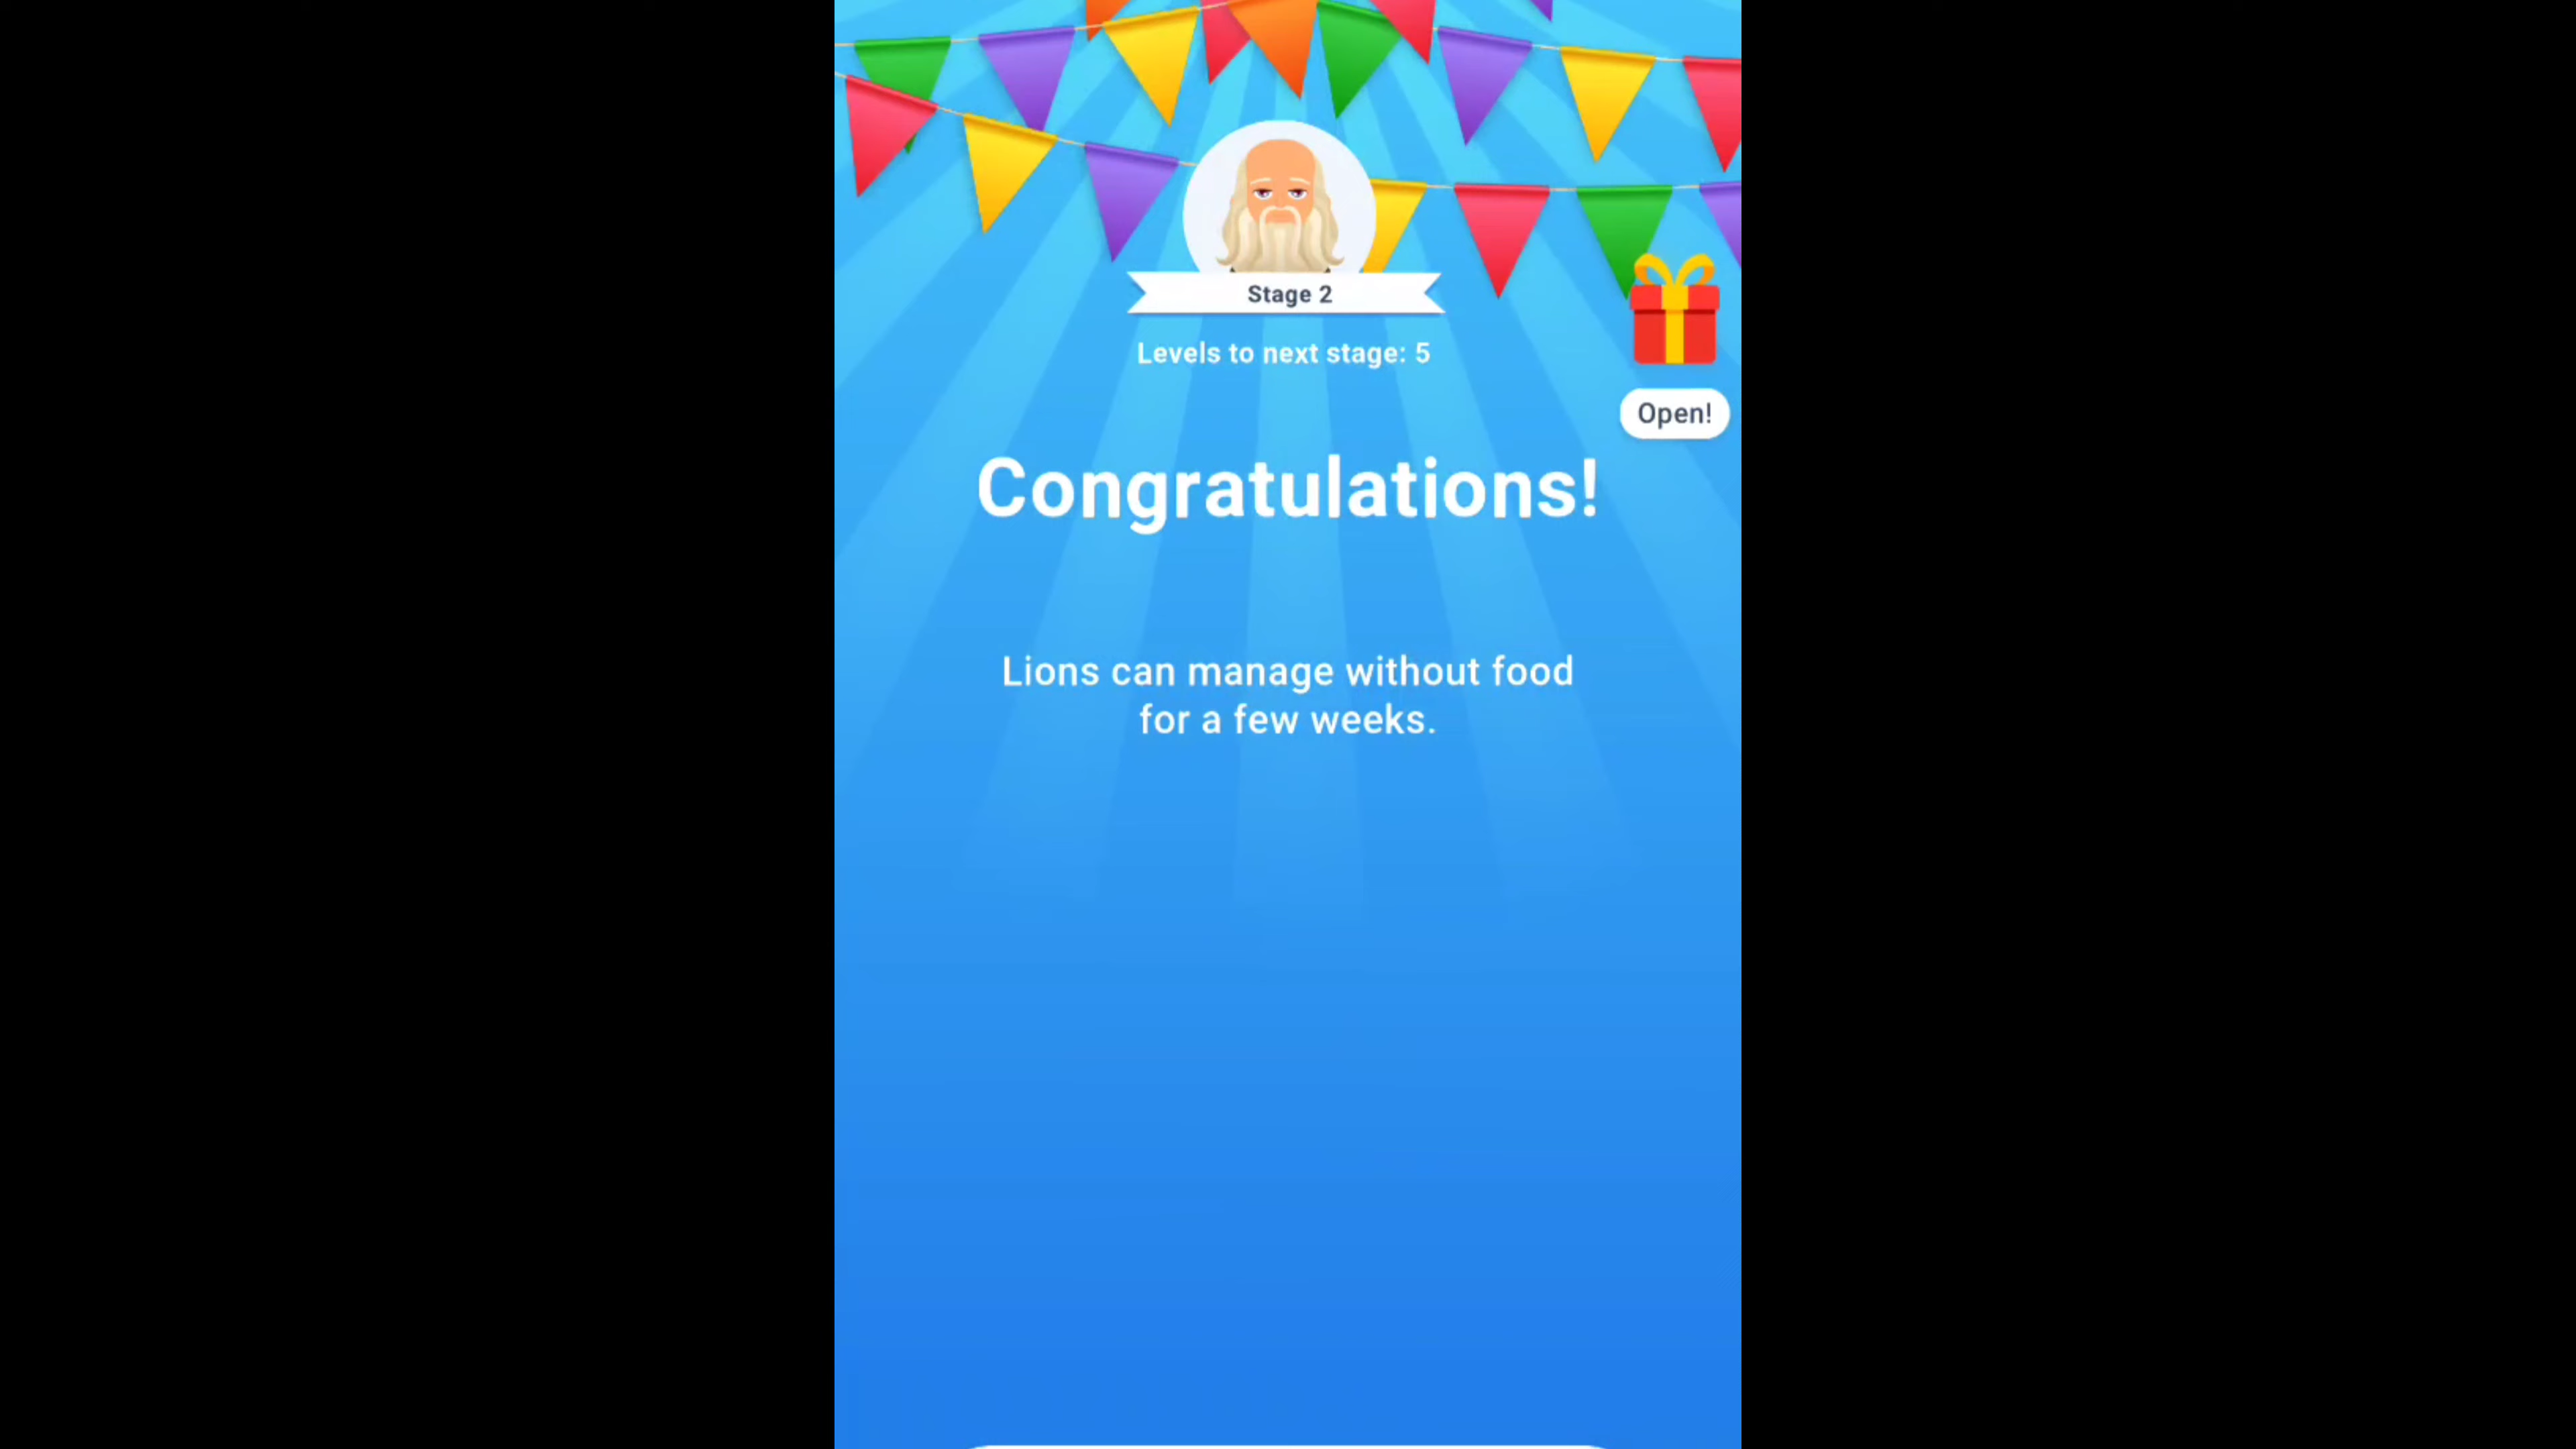 Stage 2
Levels to next stage: 5
Open!
Congratulations!
Lions can manage without food
for a few weeks.